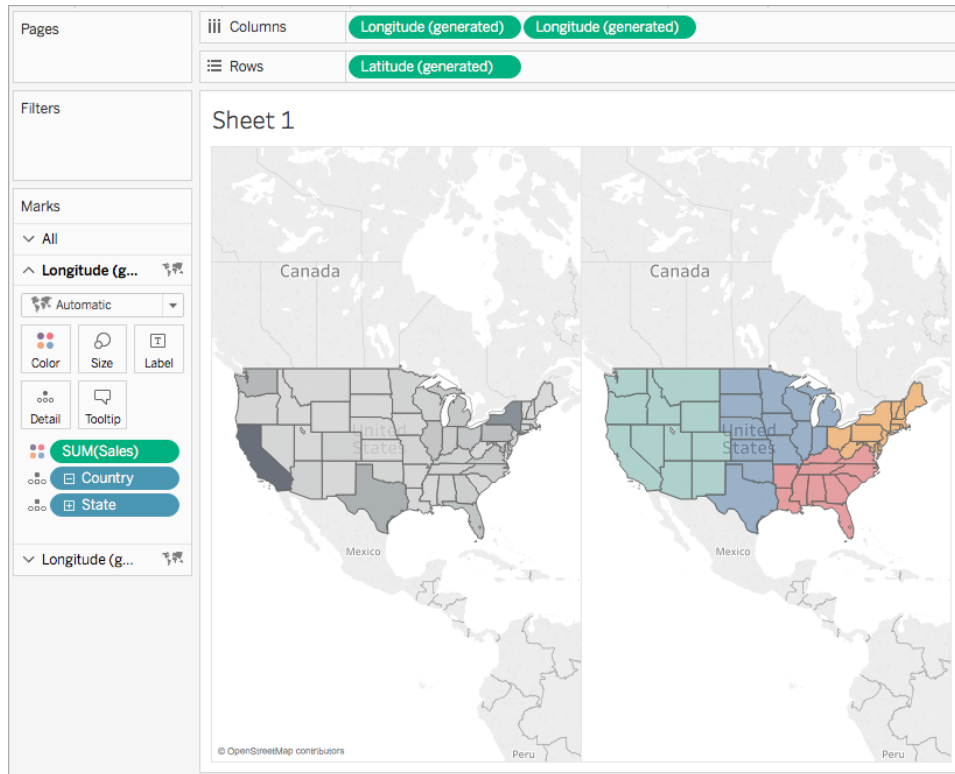 Pages
Columns Longitude (generated) Longitude (generated)
Rows Latitude (generated)
Filters
Sheet 1
Marks
All
Longitude (g...
Automatic
Color Size Label
Detail Tooltip
SUM(Sales)
Country
State
Longitude (g...
Canada
United
States
Mexico
Peru
© OpenStreetMap contributors
Canada
United
States
Mexico
Peru